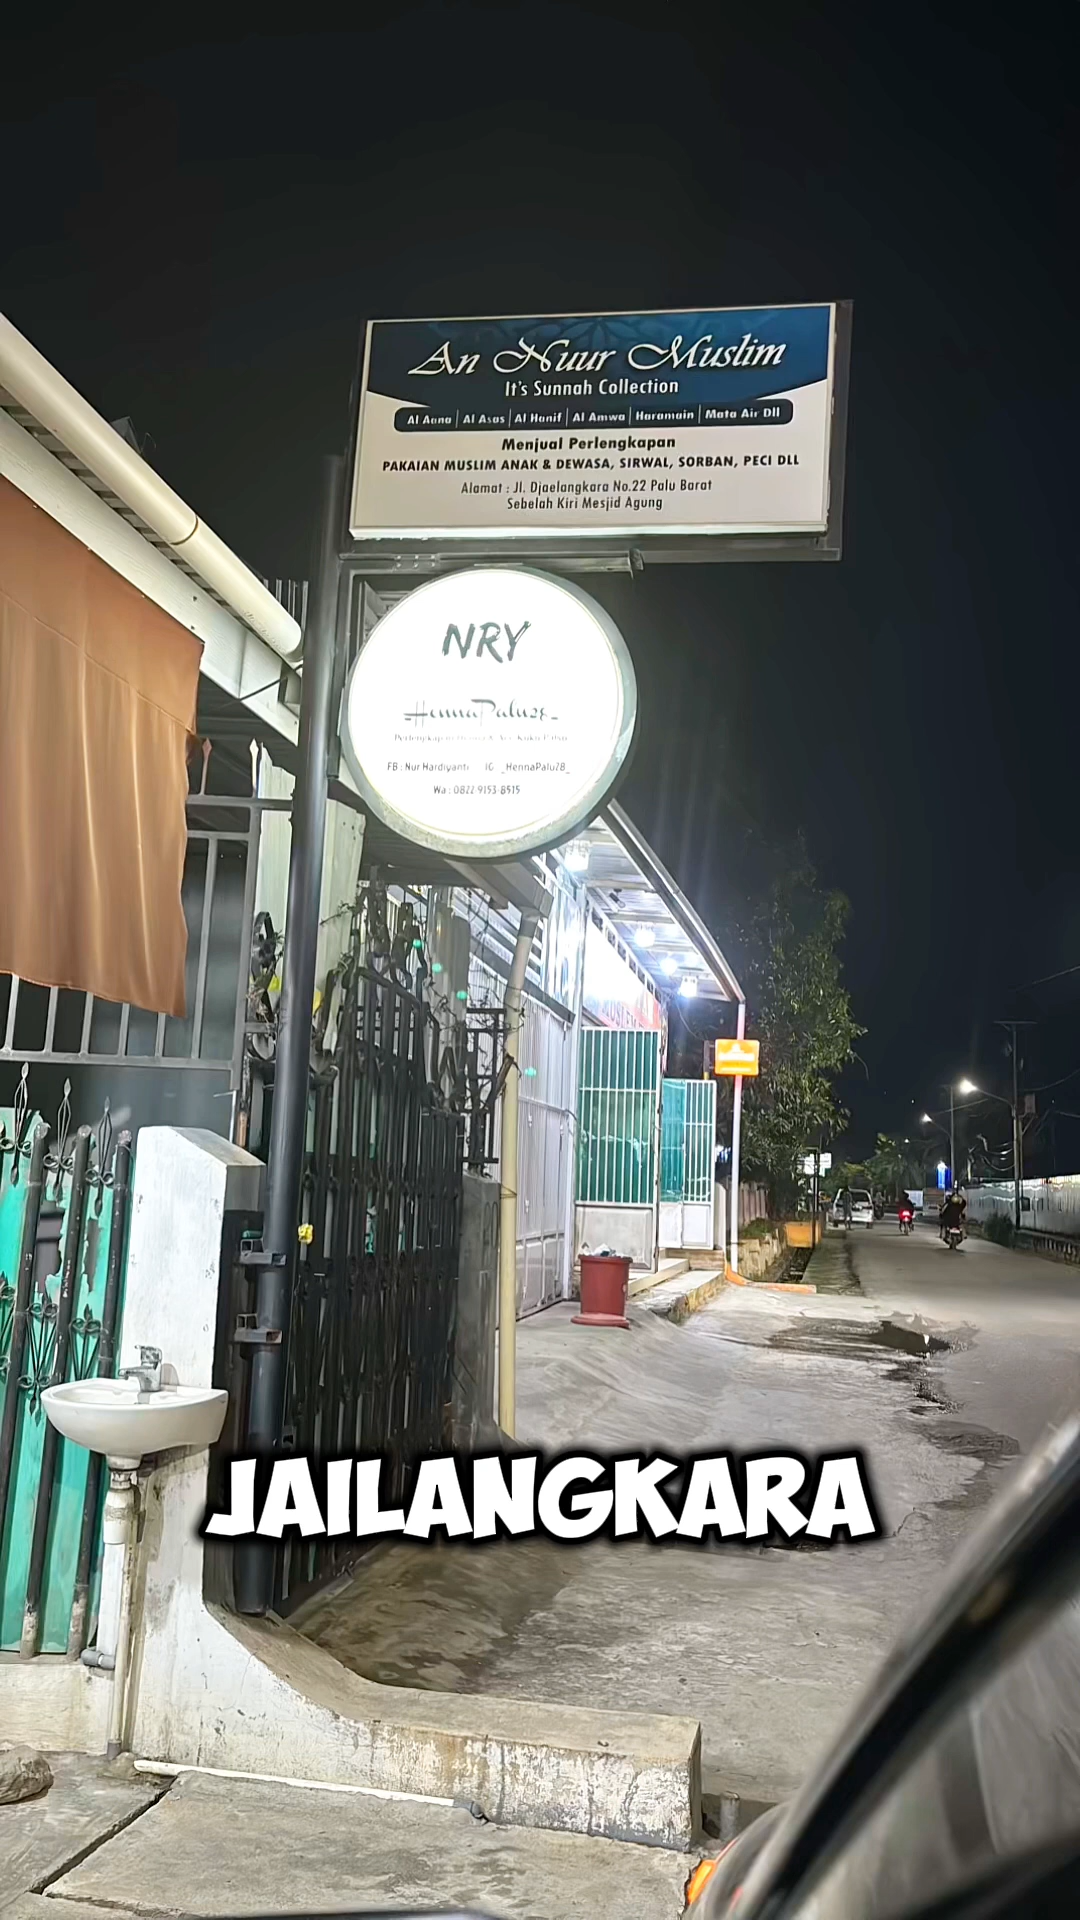 An Nuur Muslim
It's Sunnah Collection
Al Aana | Al Asas | Al Hanif | Al Amwa | Haramain | Mata Air Dll
Menjual Perlengkapan
PAKAIAN MUSLIM ANAK & DEWASA, SIRWAL, SORBAN, PECI DLL
Alamat : Jl. Djaelangkara No.22 Palu Barat
Sebelah Kiri Mesjid Agung
NRY
HennaPalu28_
FB : Nur Hardiyanti IG : _HennaPalu28_
Wa : 0822-9153-8515
JAILANGKARA